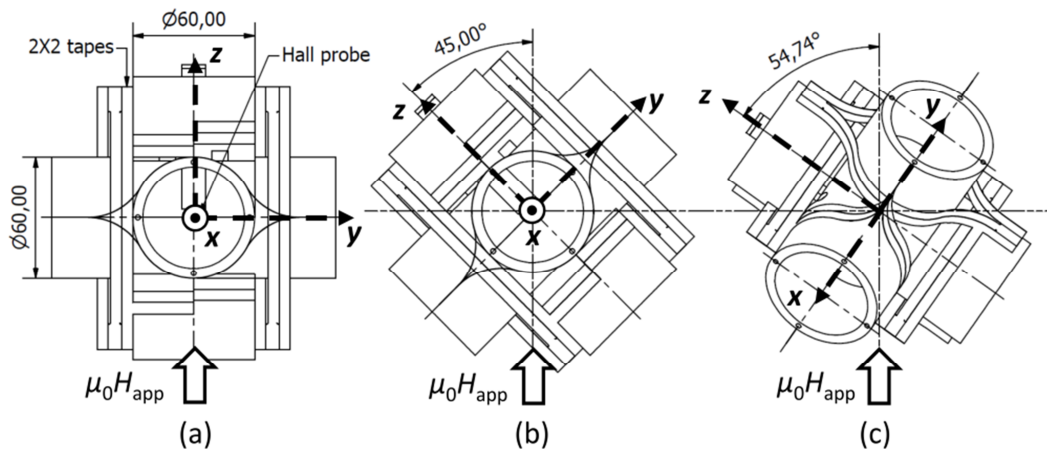 Ø60,00
2X2 tapes
z
Hall probe
Ø60,00
x
y
μ0Happ
(a)
45,00°
z
y
x
μ0Happ
(b)
54,74°
z
y
x
μ0Happ
(c)